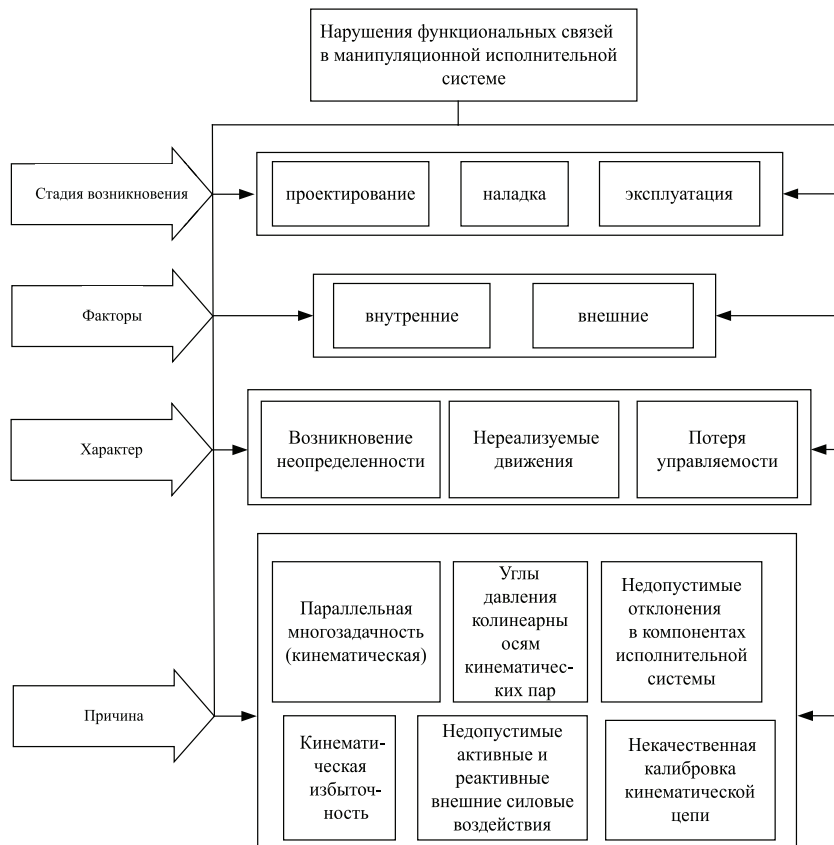 Нарушения функциональных связей
в манипуляционной исполнительной
системе
Стадия возникновения
проектирование
наладка
эксплуатация
Факторы
внутренние
внешние
Характер
Возникновение
неопределенности
Нереализуемые
движения
Потеря
управляемости
Причина
Параллельная
многозадачность
(кинематическая)
Углы
давления
колинеарны
осям
кинематичес-
ких пар
Недопустимые
отклонения
в компонентах
исполнительной
системы
Кинемати-
ческая
избыточ-
ность
Недопустимые
активные и
реактивные
внешние силовые
воздействия
Некачественная
калибровка
кинематической
цепи